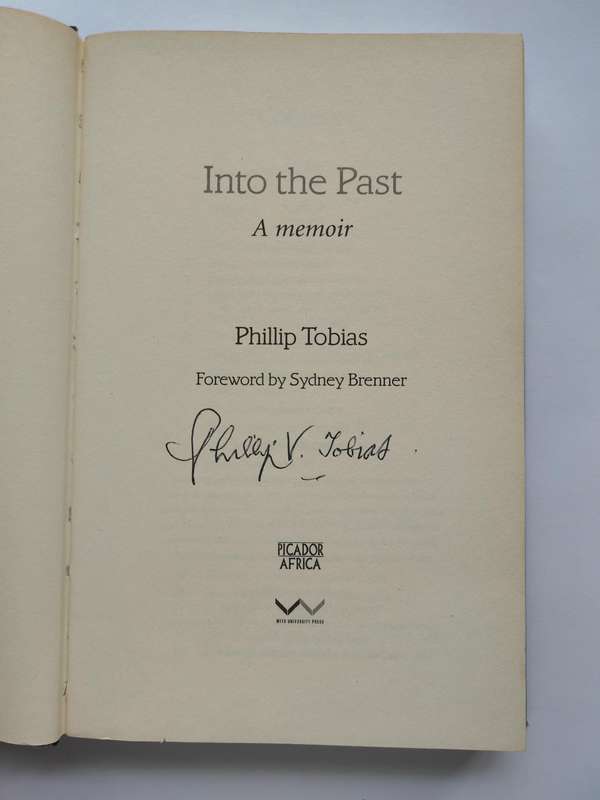 Into the Past
A memoir
Phillip Tobias
Foreword by Sydney Brenner
Phillip V. Tobias
PICADOR
AFRICA
WITS UNIVERSITY PRESS